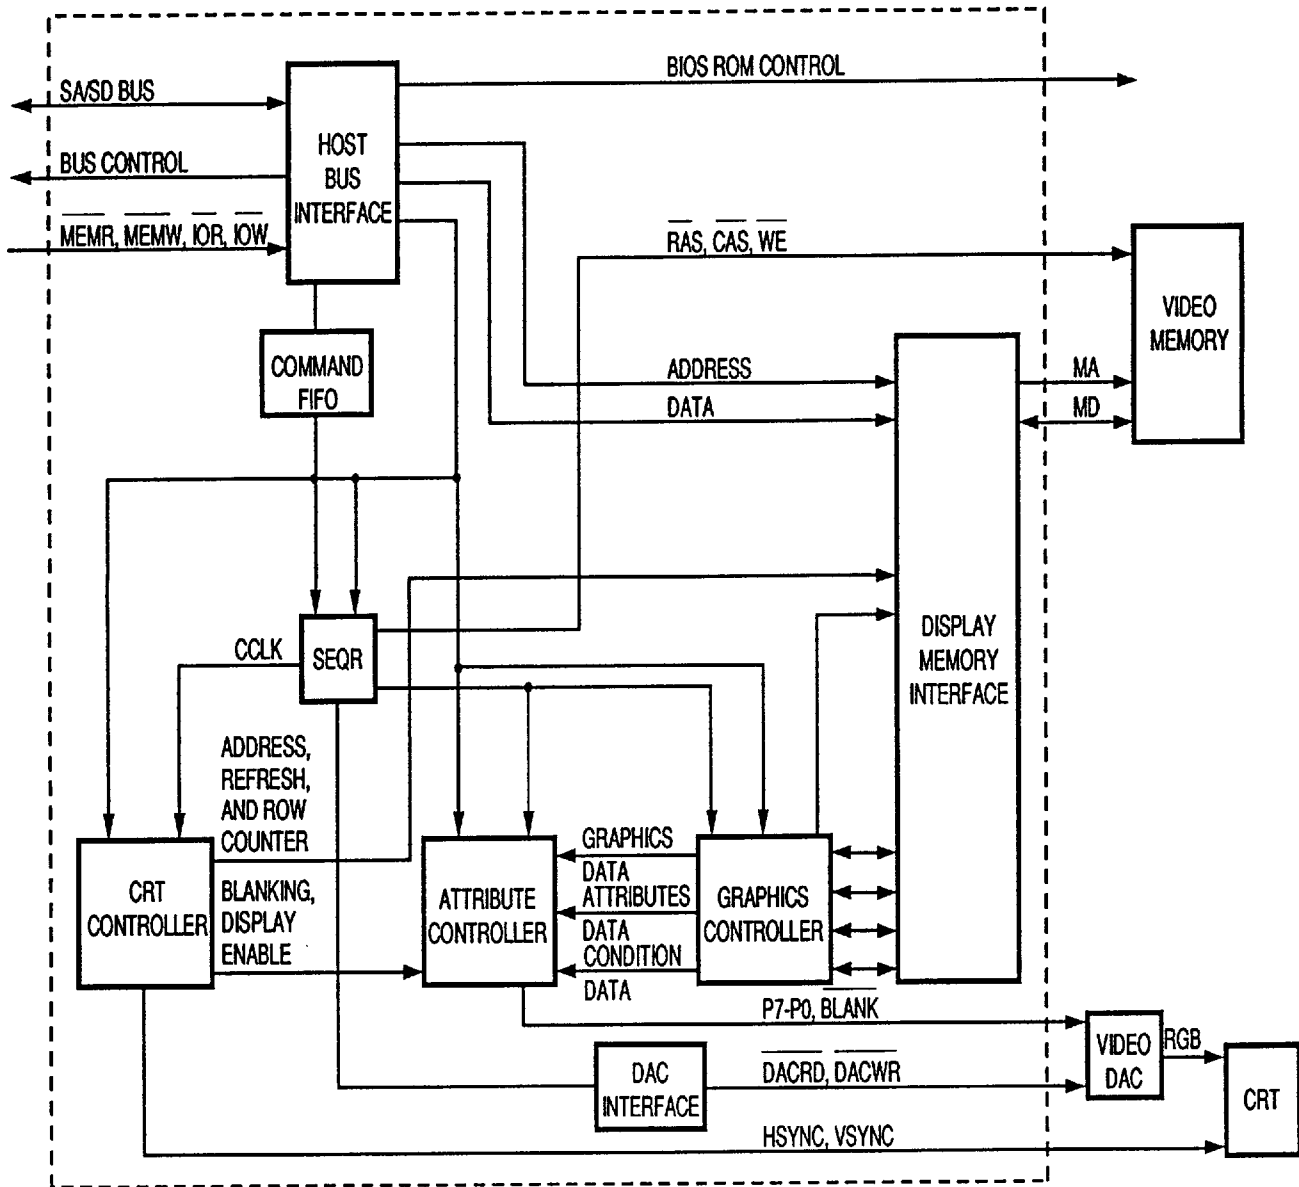 BIOS ROM CONTROL
SA/SD BUS
HOST
BUS
INTERFACE
BUS CONTROL
MEMR, MEMW, IOR, IOW
RAS, CAS, WE
VIDEO
MEMORY
COMMAND
FIFO
ADDRESS
DATA
MA
MD
DISPLAY
MEMORY
INTERFACE
CCLK
SEQR
ADDRESS,
REFRESH,
AND ROW
COUNTER
CRT
CONTROLLER
BLANKING,
DISPLAY
ENABLE
ATTRIBUTE
CONTROLLER
GRAPHICS
DATA
ATTRIBUTES
DATA
CONDITION
DATA
GRAPHICS
CONTROLLER
P7-P0, BLANK
VIDEO
DAC
RGB
DAC
INTERFACE
DACRD, DACWR
CRT
HSYNC, VSYNC